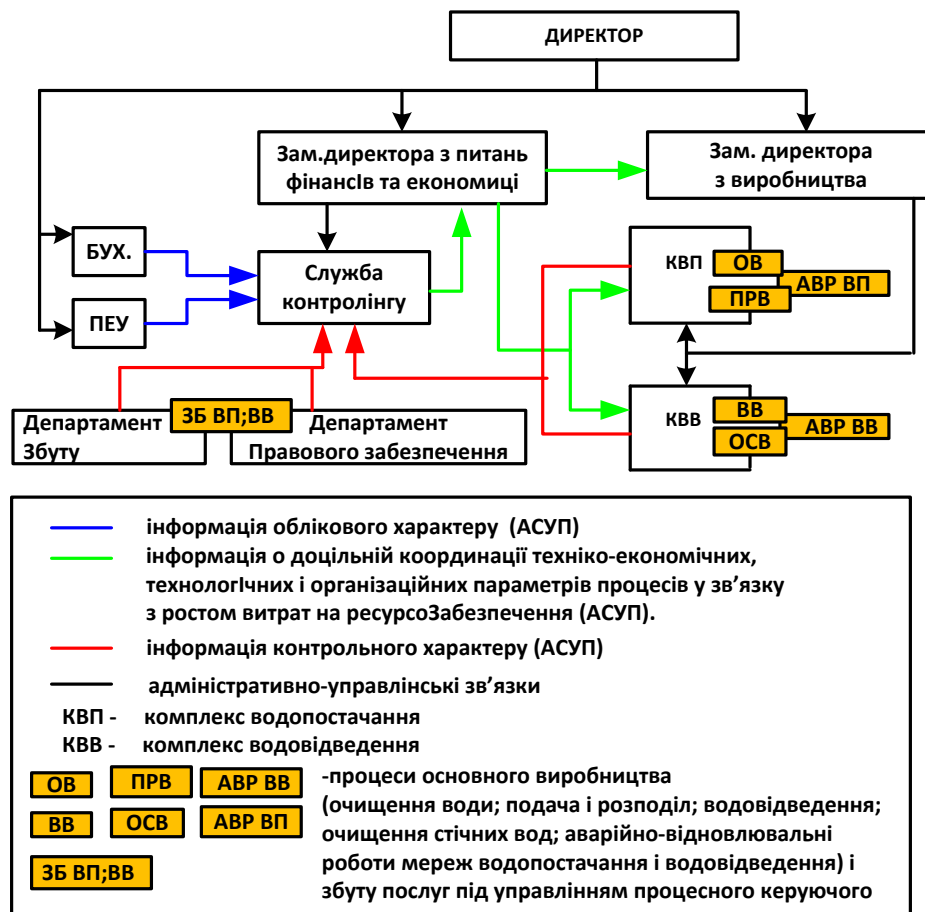 ДИРЕКТОР
Зам.директора з питань
фінансІв та економиці
Зам. директора
з виробництва
БУХ.
ПЕУ
Служба
контролінгу
КВП
ОВ
АВР ВП
ПРВ
КВВ
ВВ
АВР ВВ
ОСВ
Департамент
Збуту
ЗБ ВП;ВВ
Департамент
Правового забезпечення
інформація облікового характеру (АСУП)
інформація о доцільній координації техніко-економічних,
технологІчних і організаційних параметрів процесів у зв’язку
з ростом витрат на ресурсоЗабезпечення (АСУП).
інформація контрольного характеру (АСУП)
адміністративно-управлінські зв’язки
КВП - комплекс водопостачання
КВВ - комплекс водовідведення
ОВ ПРВ АВР ВВ
ВВ ОСВ АВР ВП
ЗБ ВП;ВВ
-процеси основного виробництва
(очищення води; подача і розподіл; водовідведення;
очищення стічних вод; аварійно-відновлювальні
роботи мереж водопостачання і водовідведення) і
збуту послуг під управлінням процесного керуючого